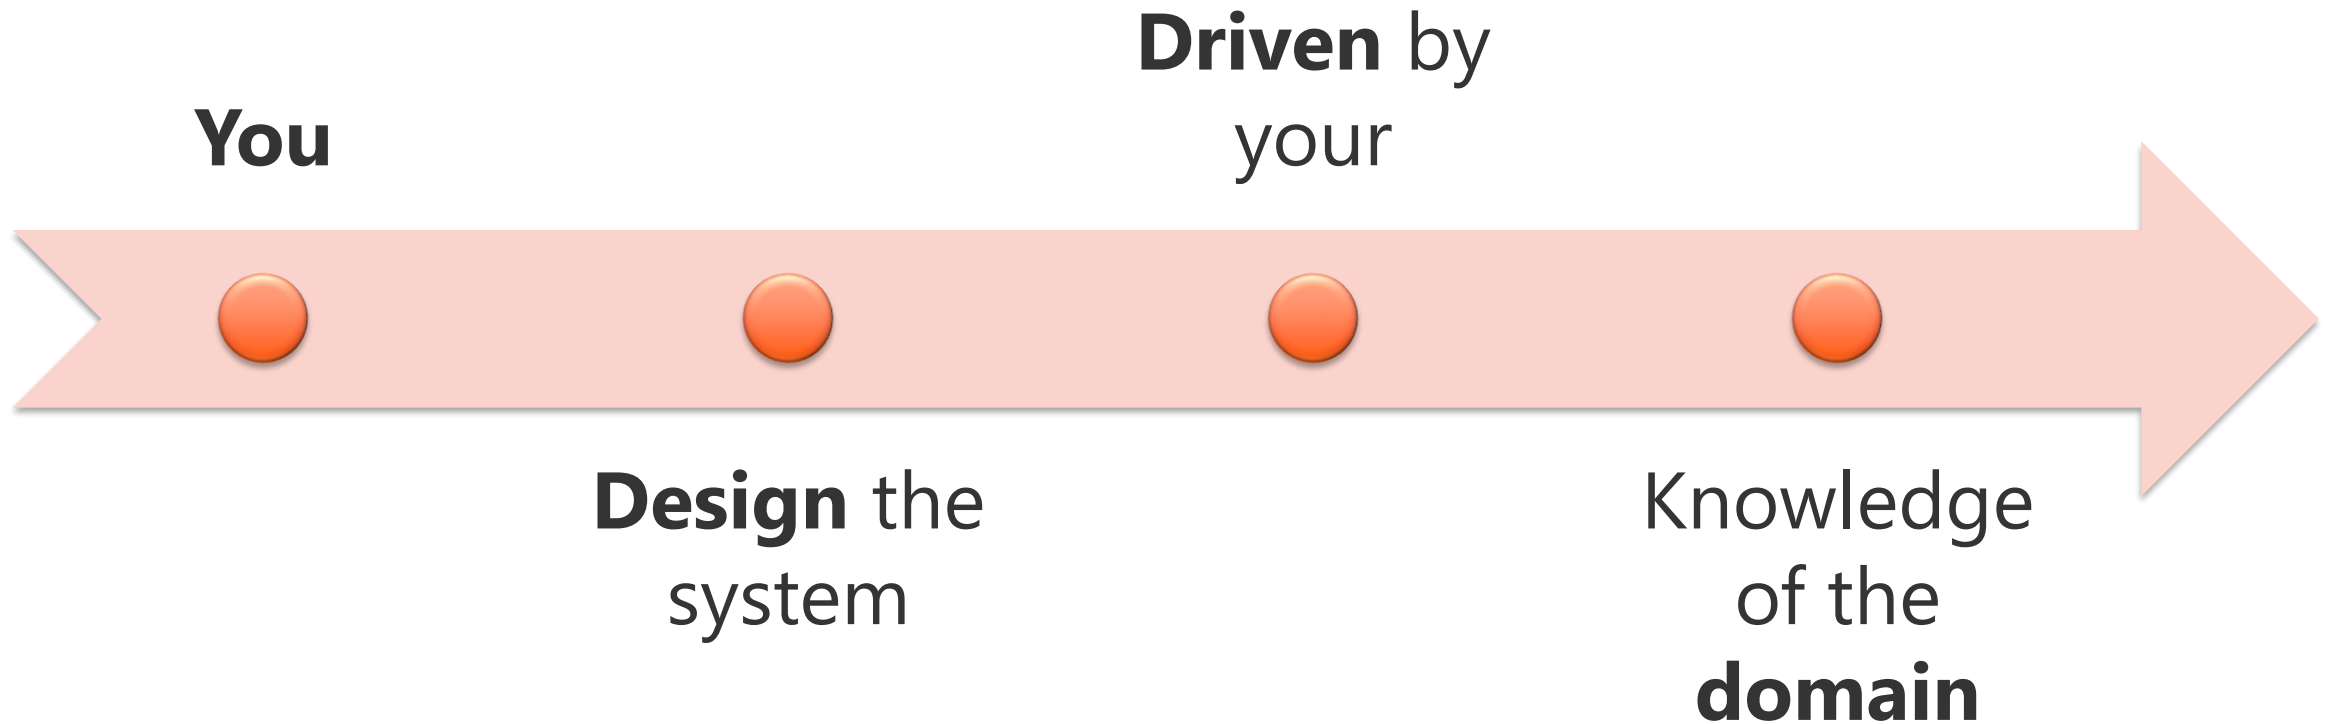 You
Design the
system
Driven by
your
Knowledge
of the
domain